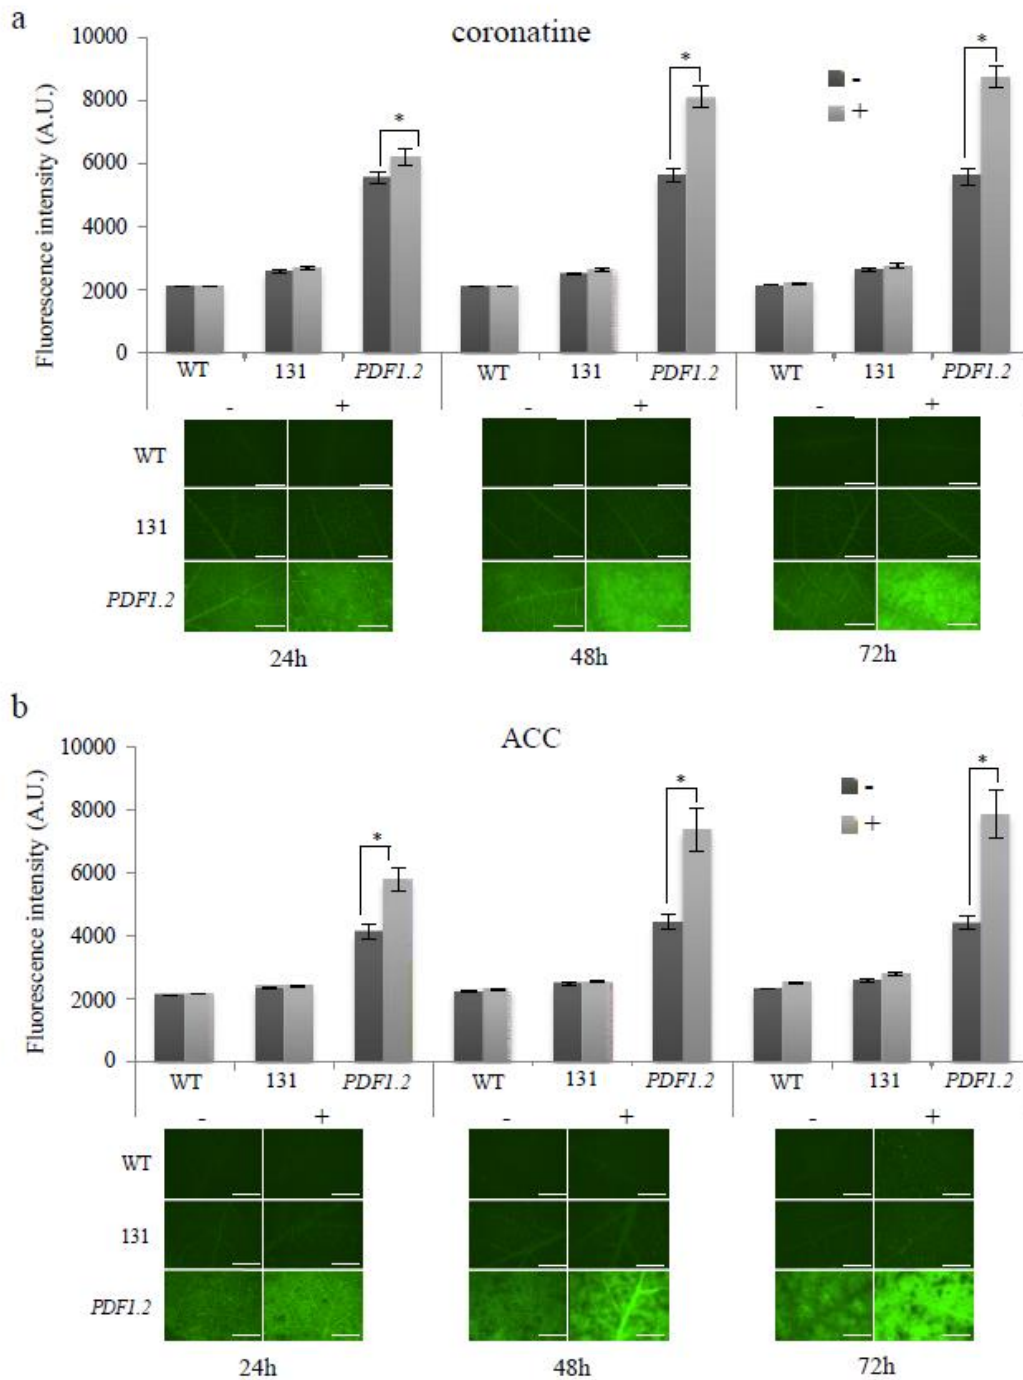 a
coronatine
Fluorescence intensity (A.U.)
10000
8000
6000
4000
2000
0
* * *
-
+
WT 131 PDF1.2 WT 131 PDF1.2 WT 131 PDF1.2
- + - + - +
WT
131
PDF1.2
24h 48h 72h
b
ACC
Fluorescence intensity (A.U.)
10000
8000
6000
4000
2000
0
* * *
-
+
WT 131 PDF1.2 WT 131 PDF1.2 WT 131 PDF1.2
- + - + - +
WT
131
PDF1.2
24h 48h 72h